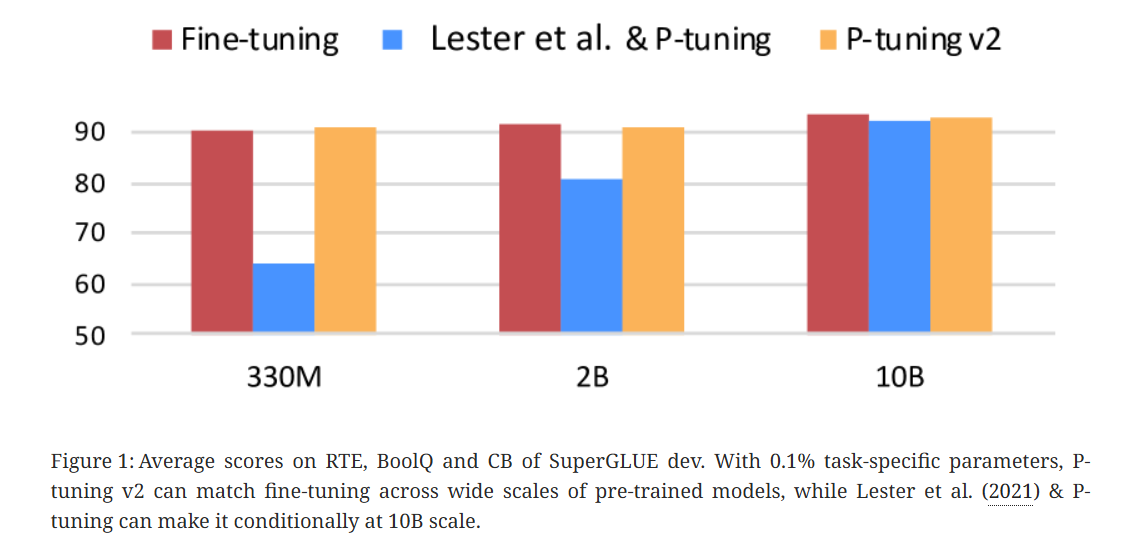 Fine-tuning Lester et al. & P-tuning P-tuning v2
90
80
70
60
50
330M 2B 10B
Figure 1: Average scores on RTE, BoolQ and CB of SuperGLUE dev. With 0.1% task-specific parameters, P-
tuning v2 can match fine-tuning across wide scales of pre-trained models, while Lester et al. (2021) & P-
tuning can make it conditionally at 10B scale.